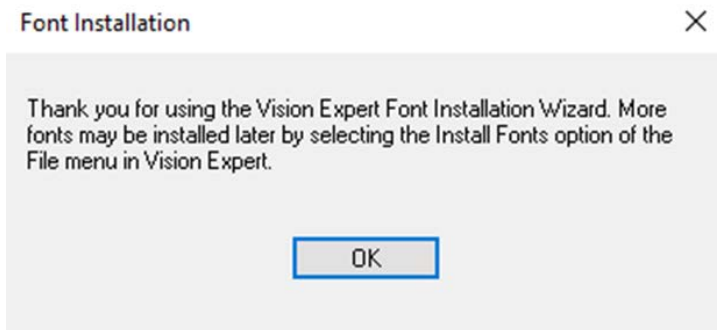 Font Installation
Thank you for using the Vision Expert Font Installation Wizard. More
fonts may be installed later by selecting the Install Fonts option of the
File menu in Vision Expert.
OK